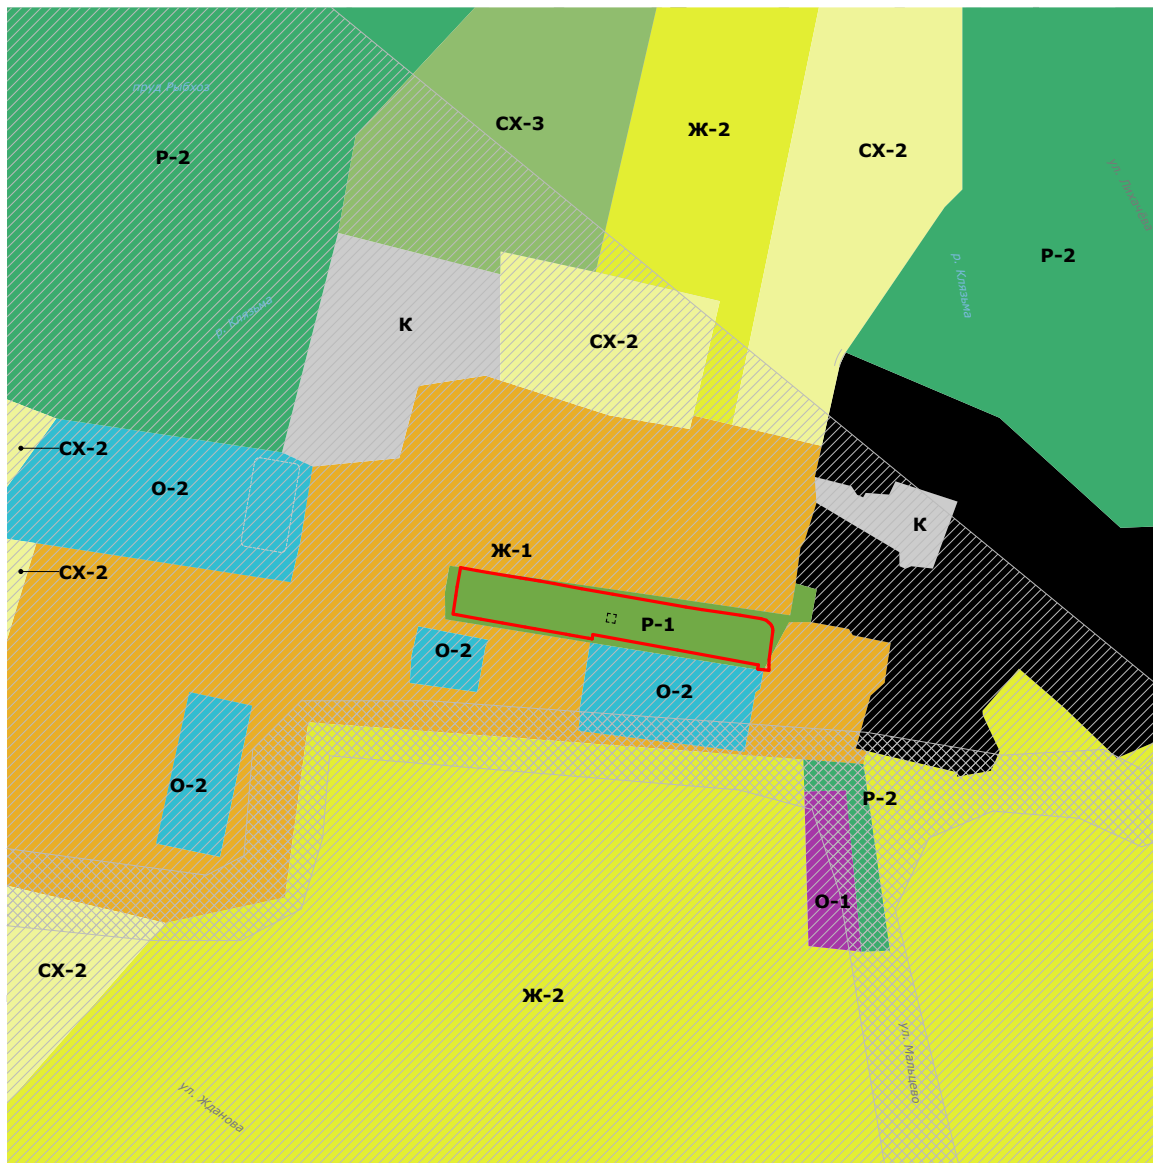 пруд Рыбхоз
СХ-3
Ж-2
СХ-2
Р-2
ул. Лиханова
Р-2
р. Клязьма
р. Клязьма
К
СХ-2
СХ-2
О-2
К
Ж-1
СХ-2
Р-1
О-2
О-2
О-2
Р-2
О-1
СХ-2
Ж-2
ул. Мальцево
ул. Жданова